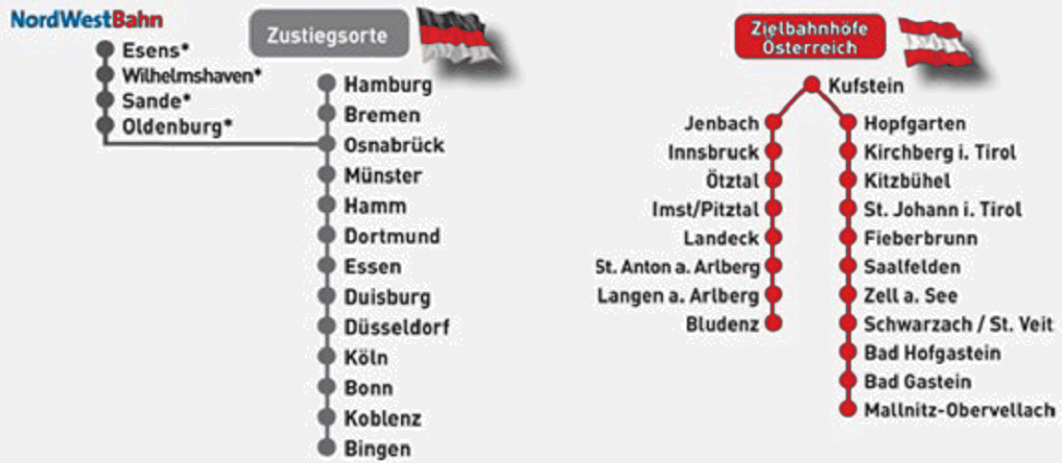 NordWestBahn
Esens*
Wilhelmshaven*
Sande*
Oldenburg*
Zustiegsorte
Hamburg
Bremen
Osnabrück
Münster
Hamm
Dortmund
Essen
Duisburg
Düsseldorf
Köln
Bonn
Koblenz
Bingen
Zielbahnhöfe
Österreich
Kufstein
Jenbach
Innsbruck
Ötztal
Imst/Pitztal
Landeck
St. Anton a. Arlberg
Langen a. Arlberg
Bludenz
Hopfgarten
Kirchberg i. Tirol
Kitzbühel
St. Johann i. Tirol
Fieberbrunn
Saalfelden
Zell a. See
Schwarzach / St. Veit
Bad Hofgastein
Bad Gastein
Mallnitz-Obervellach